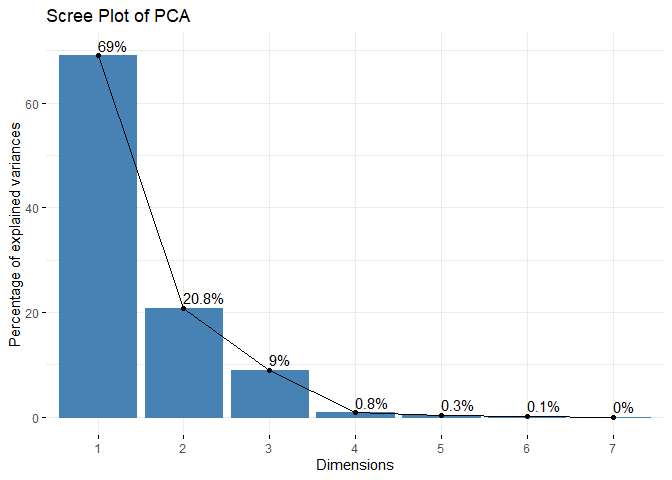 Scree Plot of PCA
Percentage of explained variances
60
40
20
0
69%
20.8%
9%
0.8%
0.3%
0.1%
0%
1 2 3 4 5 6 7
Dimensions